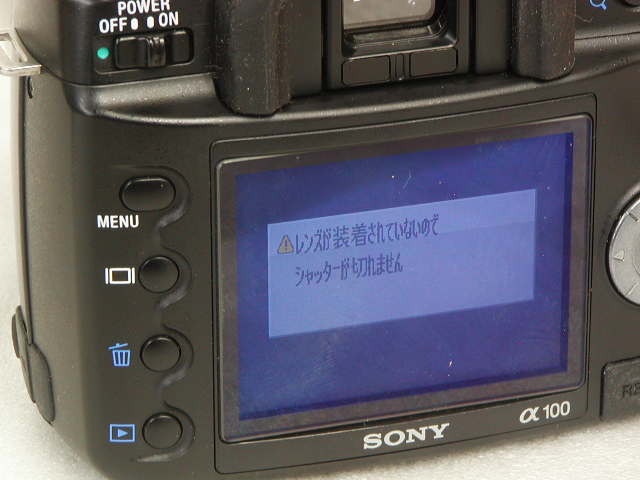 POWER
OFF ON
MENU
レンズが装着されていないので
シャッターが切れません
SONY
α100